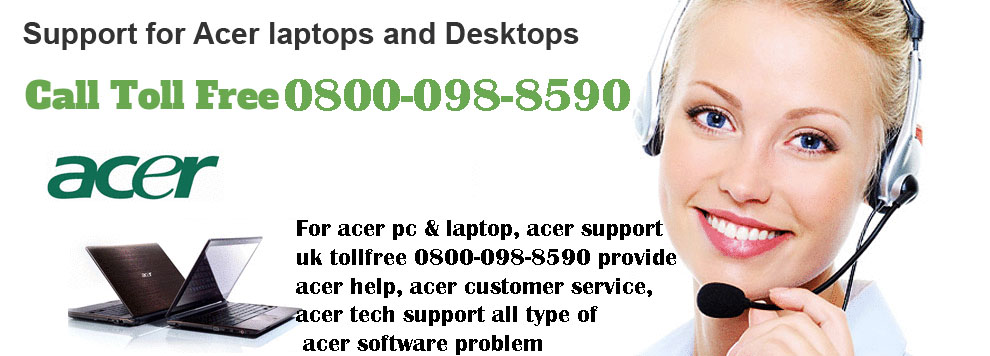 Support for Acer laptops and Desktops
Call Toll Free 0800-098-8590
acer
For acer pc & laptop, acer support
uk tollfree 0800-098-8590 provide
acer help, acer customer service,
acer tech support all type of
acer software problem